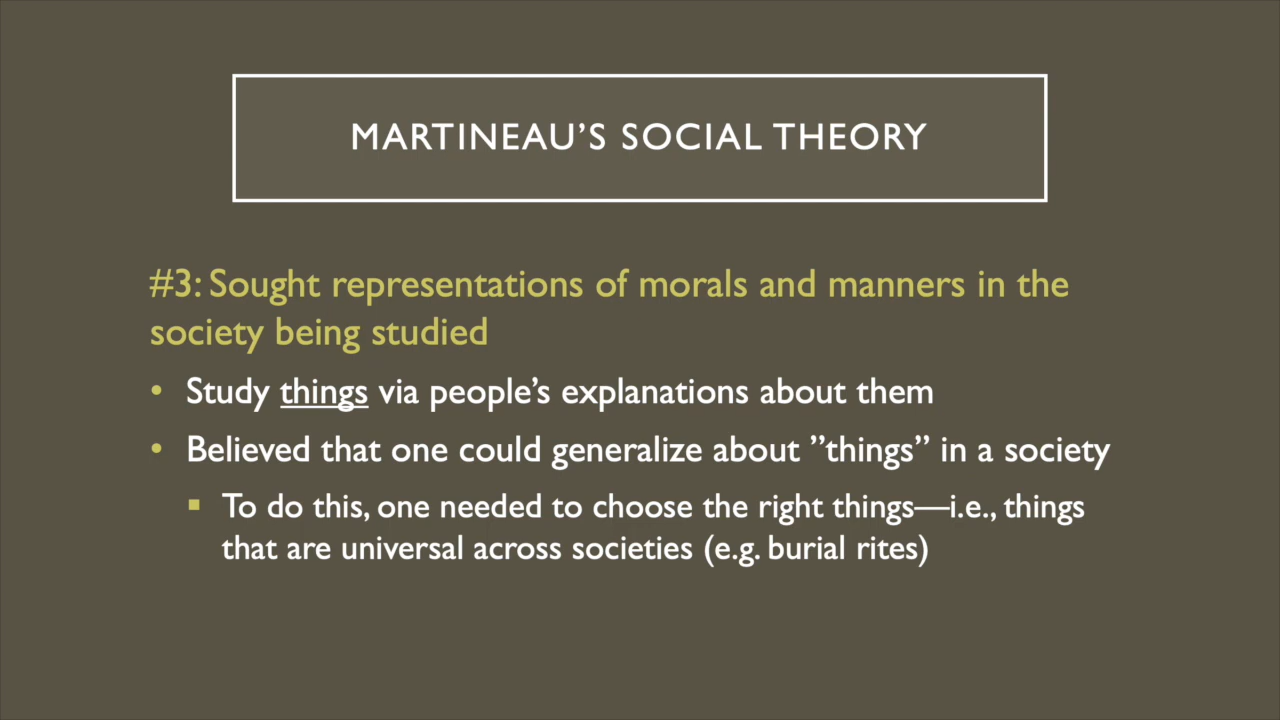 MARTINEAU’S SOCIAL THEORY
#3: Sought representations of morals and manners in the
society being studied
• Study things via people’s explanations about them
• Believed that one could generalize about ”things” in a society
▪ To do this, one needed to choose the right things—i.e., things
that are universal across societies (e.g. burial rites)